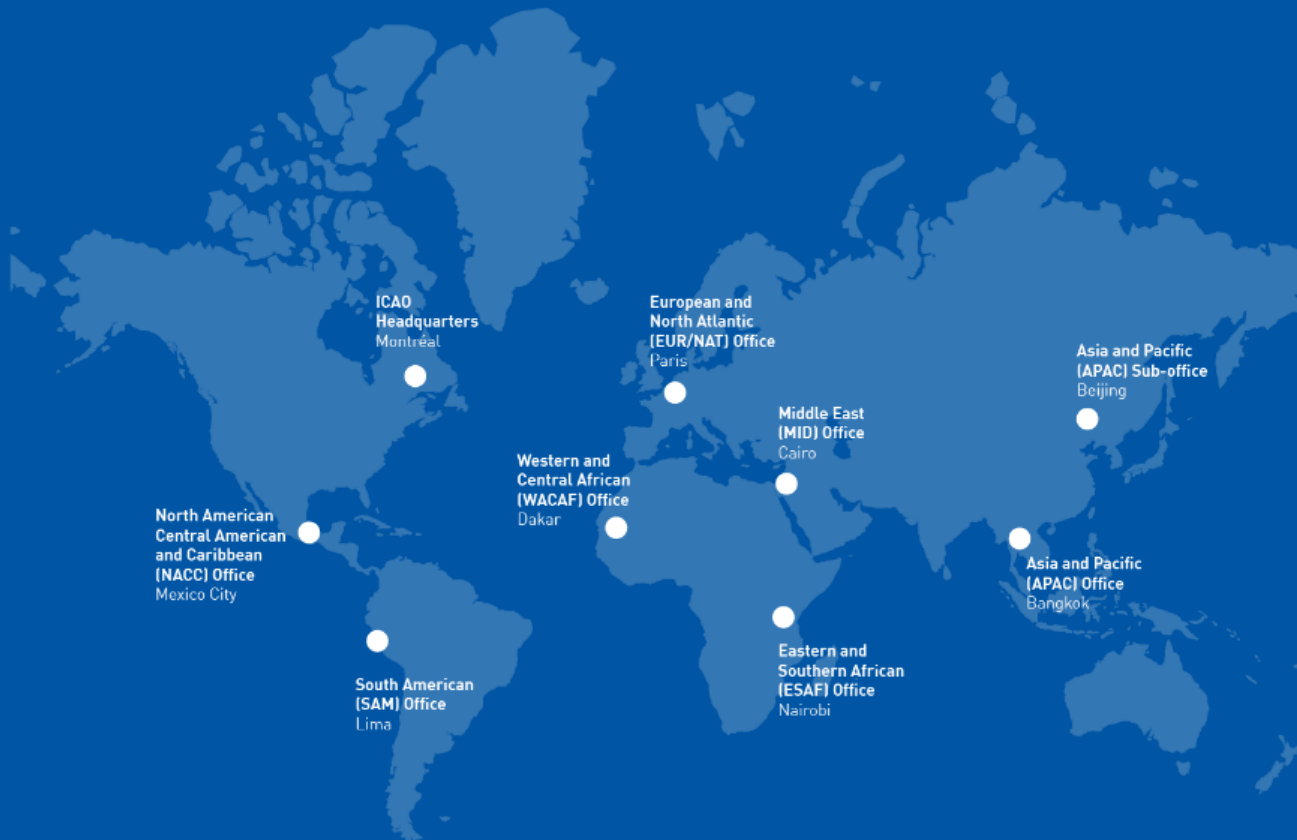 ICAO
Headquarters
Montréal
European and
North Atlantic
(EUR/NAT) Office
Paris
Asia and Pacific
(APAC) Sub-office
Beijing
Middle East
(MID) Office
Cairo
Western and
Central African
(WACAF) Office
Dakar
North American
Central American
and Caribbean
(NACC) Office
Mexico City
Asia and Pacific
(APAC) Office
Bangkok
Eastern and
Southern African
(ESAF) Office
Nairobi
South American
(SAM) Office
Lima